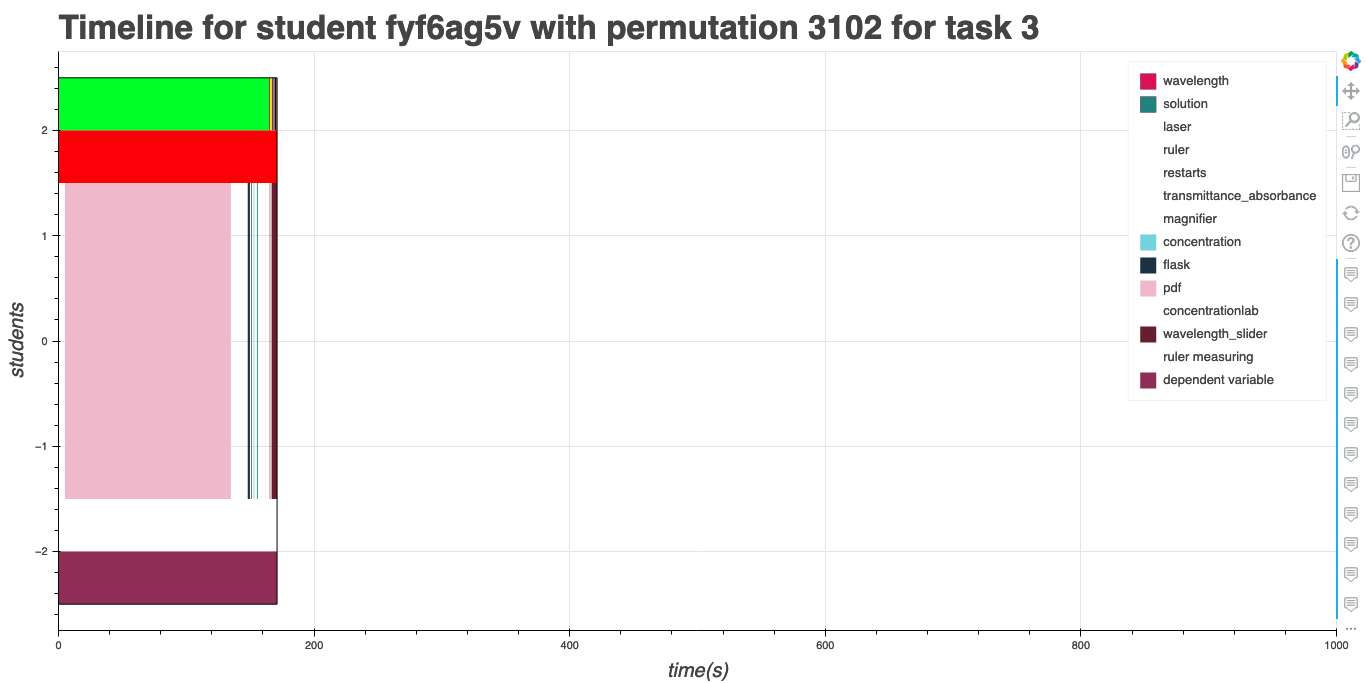 Timeline for student fyf6ag5v with permutation 3102 for task 3
students
2
1
0
−1
−2
0
200
400
600
800
1000
time(s)
wavelength
solution
laser
ruler
restarts
transmittance_absorbance
magnifier
concentration
flask
pdf
concentrationlab
wavelength_slider
ruler measuring
dependent variable